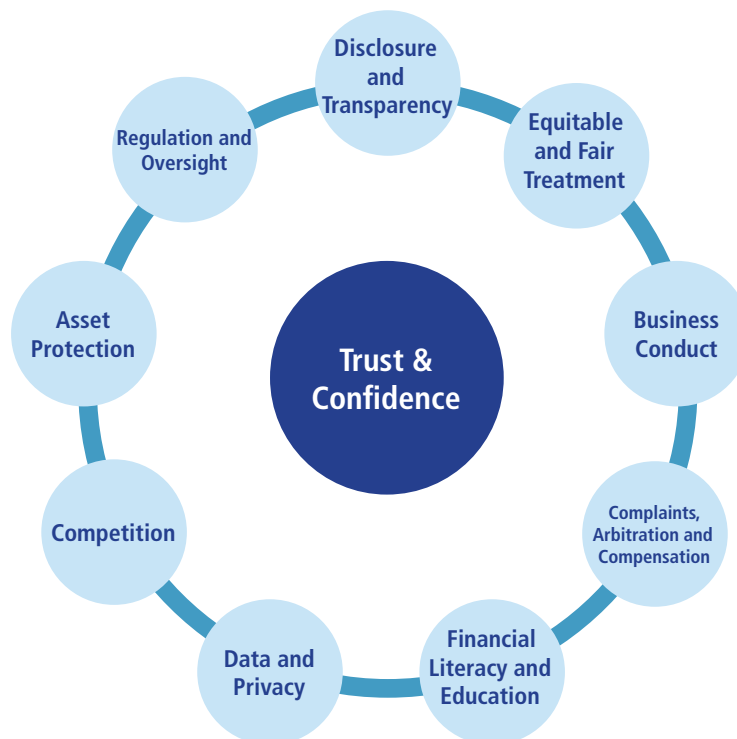 Disclosure
and
Transparency
Equitable
and Fair
Treatment
Business
Conduct
Complaints,
Arbitration and
Compensation
Financial
Literacy and
Education
Data and
Privacy
Competition
Asset
Protection
Regulation and
Oversight
Trust &
Confidence